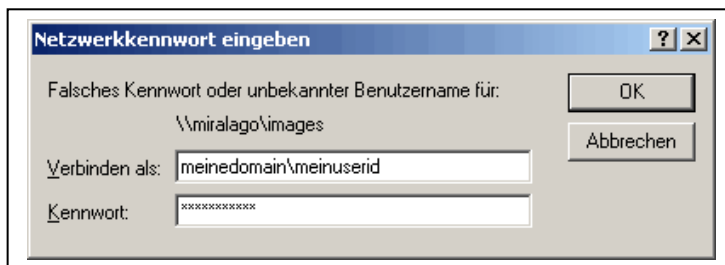 Netzwerkkennwort eingeben
Falsches Kennwort oder unbekannter Benutzername für:
\\miralago\images
Verbinden als: meinedomain\meinuserid
Kennwort: ***********
OK
Abbrechen